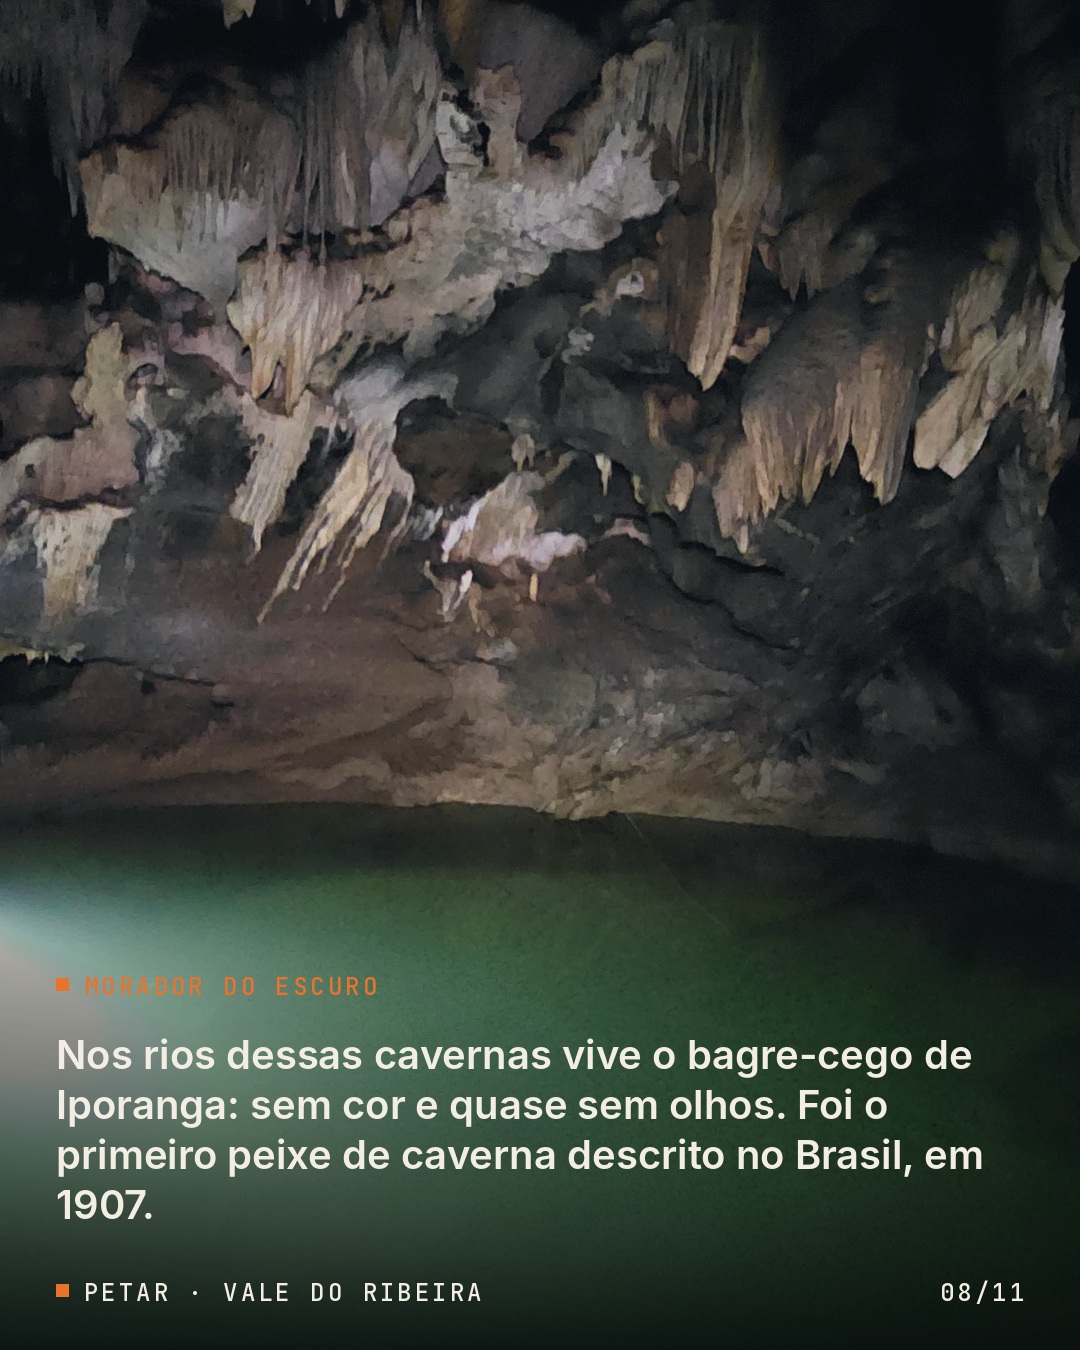 MORADOR DO ESCURO
Nos rios dessas cavernas vive o bagre-cego de
Iporanga: sem cor e quase sem olhos. Foi o
primeiro peixe de caverna descrito no Brasil, em
1907.
PETAR · VALE DO RIBEIRA
08/11